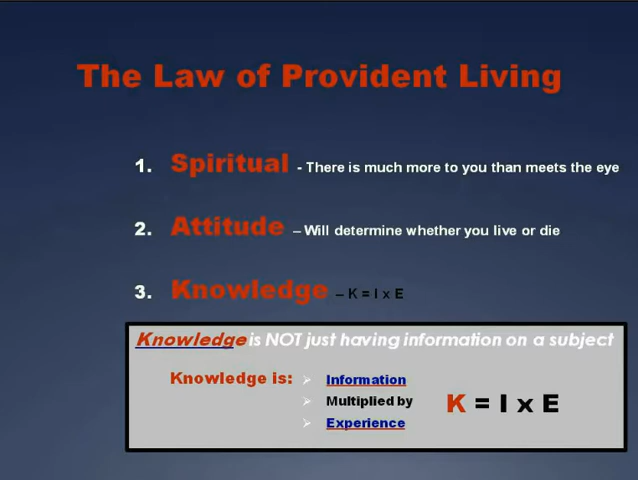 The Law of Provident Living
1. Spiritual - There is much more to you than meets the eye
2. Attitude – Will determine whether you live or die
3. Knowledge – K = I x E
Knowledge is NOT just having information on a subject
Knowledge is: Information
Multiplied by
Experience
K = I x E